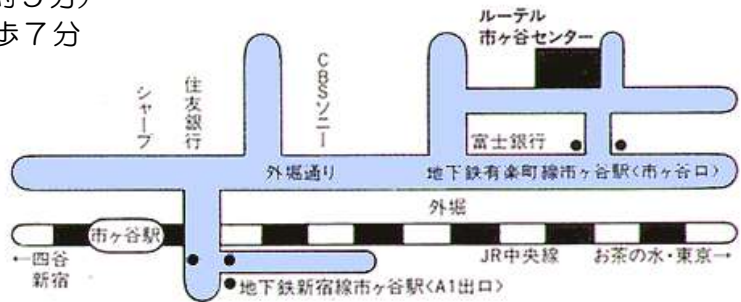 約５分）
歩７分
ルーテル
市ヶ谷センター
CBSソニー
住友銀行
シャープ
富士銀行
外堀通り
地下鉄有楽町線市ヶ谷駅〈市ヶ谷口〉
外堀
市ヶ谷駅
←四谷
新宿
JR中央線
お茶の水・東京→
地下鉄新宿線市ヶ谷駅〈A1出口〉